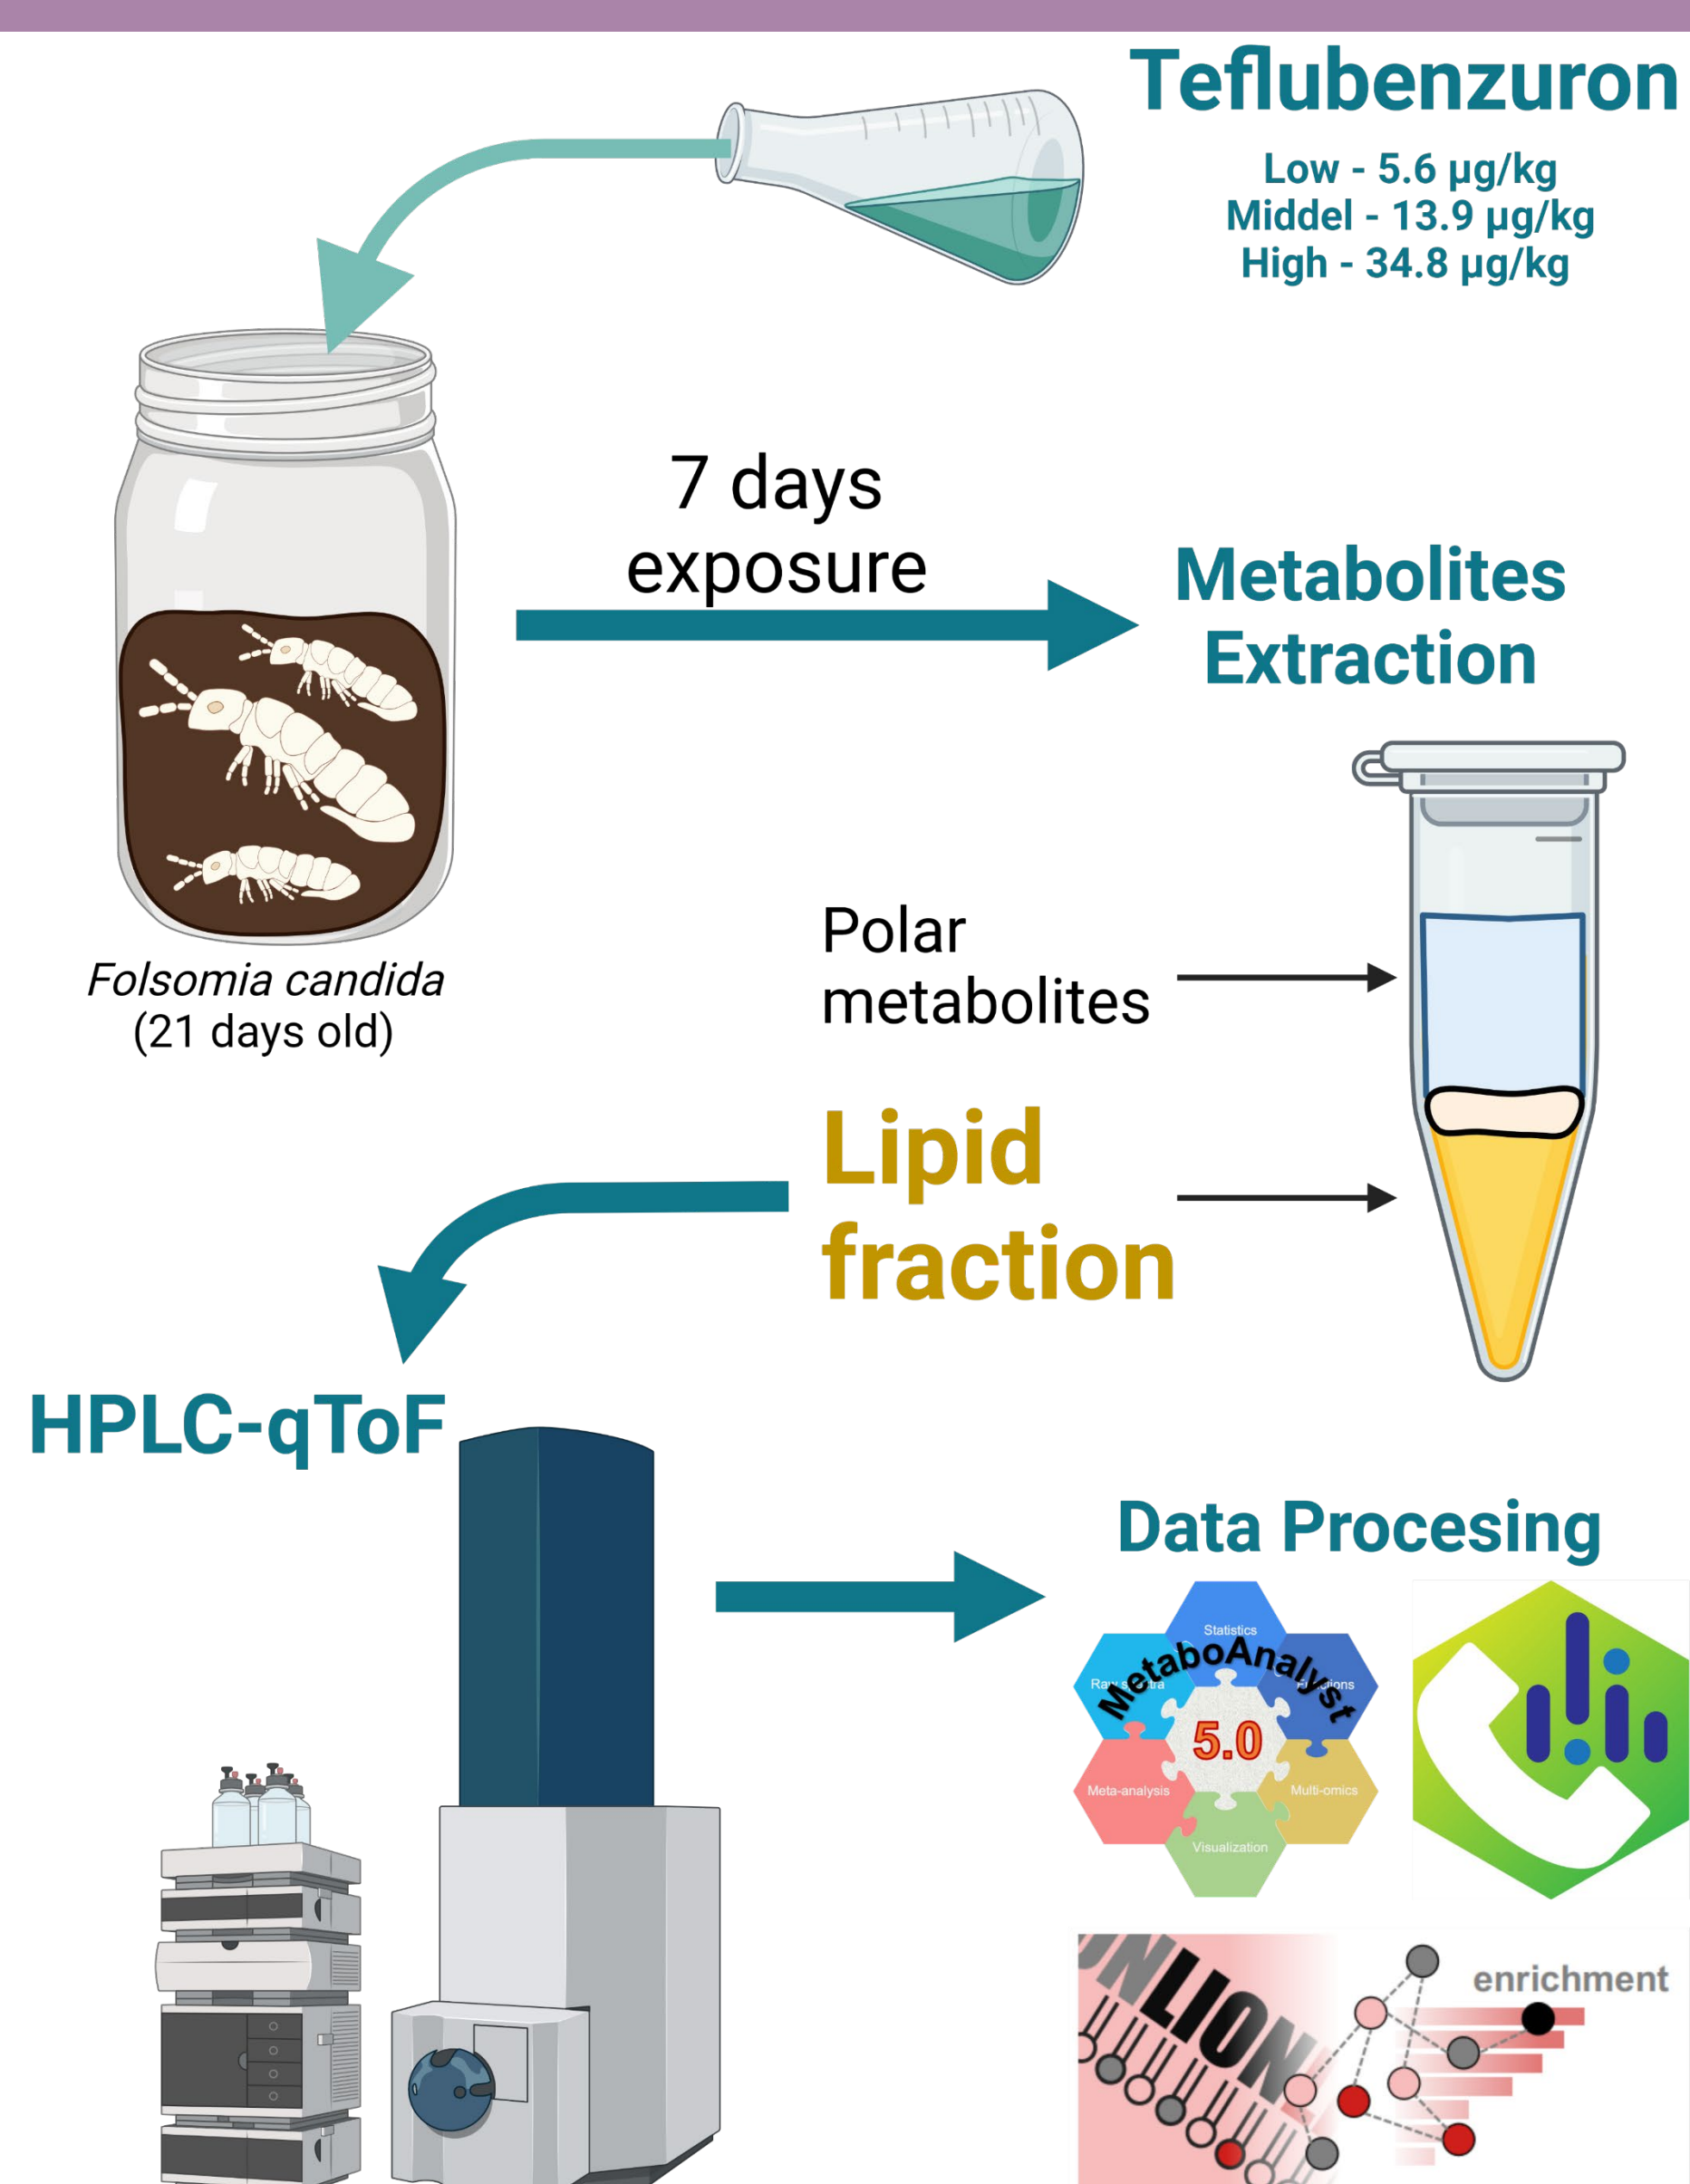 Teflubenzuron
Low - 5.6 µg/kg
Middel - 13.9 µg/kg
High - 34.8 µg/kg
7 days
exposure
Metabolites
Extraction
Folsomia candida
(21 days old)
Polar
metabolites
Lipid
fraction
HPLC-qToF
Data Procesing
Statistics
MetaboAnalyst
5.0
Meta-analysis
Multi-omics
Visualization
LION
enrichment